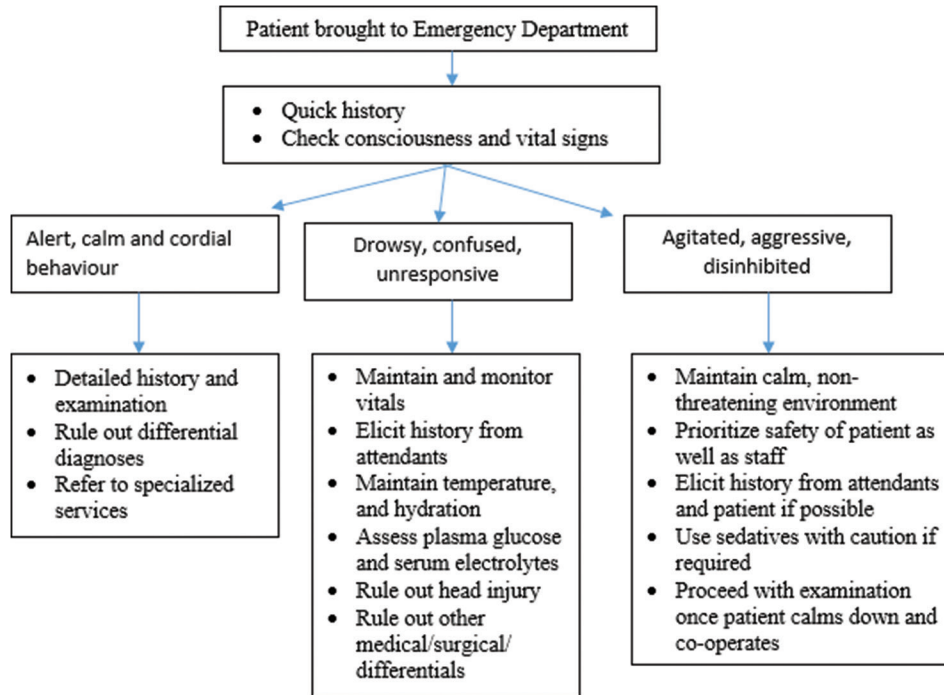 Patient brought to Emergency Department
• Quick history
• Check consciousness and vital signs
Alert, calm and cordial
behaviour
Drowsy, confused,
unresponsive
Agitated, aggressive,
disinhibited
• Detailed history and
examination
• Rule out differential
diagnoses
• Refer to specialized
services
• Maintain and monitor
vitals
• Elicit history from
attendants
• Maintain temperature,
and hydration
• Assess plasma glucose
and serum electrolytes
• Rule out head injury
• Rule out other
medical/surgical/
differentials
• Maintain calm, non-
threatening environment
• Prioritize safety of patient as
well as staff
• Elicit history from attendants
and patient if possible
• Use sedatives with caution if
required
• Proceed with examination
once patient calms down and
co-operates